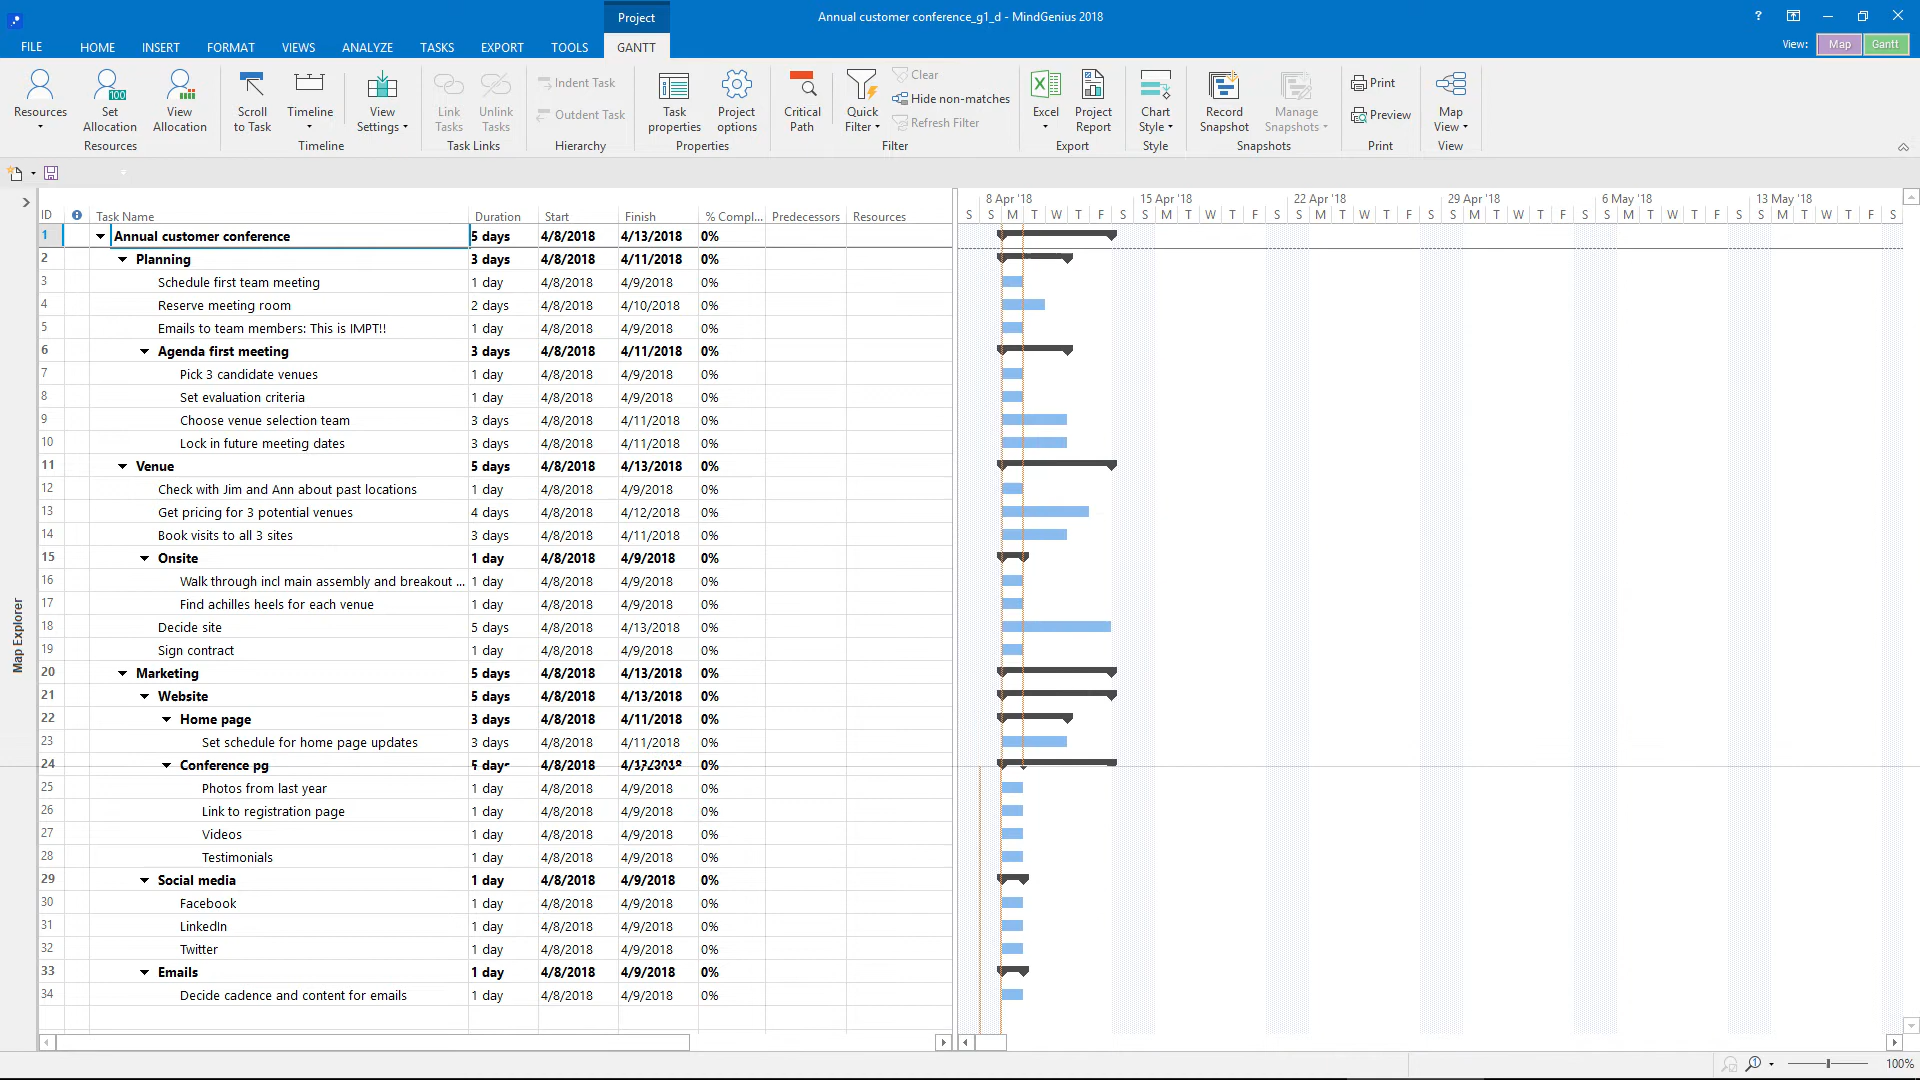 Project
Annual customer conference_g1_d - MindGenius 2018
?
FILE HOME INSERT FORMAT VIEWS ANALYZE TASKS EXPORT TOOLS GANTT View: Map Gantt
Resources
100
Set Allocation
View Allocation
Resources
Scroll to Task
Timeline
View Settings
Timeline
Link Tasks
Unlink Tasks
Task Links
Indent Task
Outdent Task
Hierarchy
Task properties
Project options
Properties
Critical Path
Quick Filter
Clear
Hide non-matches
Refresh Filter
Filter
Excel
Project Report
Export
Chart Style
Style
Record Snapshot
Manage Snapshots
Snapshots
Print
Preview
Print
Map View
View
Map Explorer
8 Apr '18 15 Apr '18 22 Apr '18 29 Apr '18 6 May '18 13 May '18
ID Task Name Duration Start Finish % Compl... Predecessors Resources
S S M T W T F S S M T W T F S S M T W T F S S M T W T F S S M T W T F S S M T W T F S
1 Annual customer conference 5 days 4/8/2018 4/13/2018 0%
2 Planning 3 days 4/8/2018 4/11/2018 0%
3 Schedule first team meeting 1 day 4/8/2018 4/9/2018 0%
4 Reserve meeting room 2 days 4/8/2018 4/10/2018 0%
5 Emails to team members: This is IMPT!! 1 day 4/8/2018 4/9/2018 0%
6 Agenda first meeting 3 days 4/8/2018 4/11/2018 0%
7 Pick 3 candidate venues 1 day 4/8/2018 4/9/2018 0%
8 Set evaluation criteria 1 day 4/8/2018 4/9/2018 0%
9 Choose venue selection team 3 days 4/8/2018 4/11/2018 0%
10 Lock in future meeting dates 3 days 4/8/2018 4/11/2018 0%
11 Venue 5 days 4/8/2018 4/13/2018 0%
12 Check with Jim and Ann about past locations 1 day 4/8/2018 4/9/2018 0%
13 Get pricing for 3 potential venues 4 days 4/8/2018 4/12/2018 0%
14 Book visits to all 3 sites 3 days 4/8/2018 4/11/2018 0%
15 Onsite 1 day 4/8/2018 4/9/2018 0%
16 Walk through incl main assembly and breakout ... 1 day 4/8/2018 4/9/2018 0%
17 Find achilles heels for each venue 1 day 4/8/2018 4/9/2018 0%
18 Decide site 5 days 4/8/2018 4/13/2018 0%
19 Sign contract 1 day 4/8/2018 4/9/2018 0%
20 Marketing 5 days 4/8/2018 4/13/2018 0%
21 Website 5 days 4/8/2018 4/13/2018 0%
22 Home page 3 days 4/8/2018 4/11/2018 0%
23 Set schedule for home page updates 3 days 4/8/2018 4/11/2018 0%
24 Conference pg 4/8/2018 0%
25 Photos from last year 1 day 4/8/2018 4/9/2018 0%
26 Link to registration page 1 day 4/8/2018 4/9/2018 0%
27 Videos 1 day 4/8/2018 4/9/2018 0%
28 Testimonials 1 day 4/8/2018 4/9/2018 0%
29 Social media 1 day 4/8/2018 4/9/2018 0%
30 Facebook 1 day 4/8/2018 4/9/2018 0%
31 LinkedIn 1 day 4/8/2018 4/9/2018 0%
32 Twitter 1 day 4/8/2018 4/9/2018 0%
33 Emails 1 day 4/8/2018 4/9/2018 0%
34 Decide cadence and content for emails 1 day 4/8/2018 4/9/2018 0%
100%